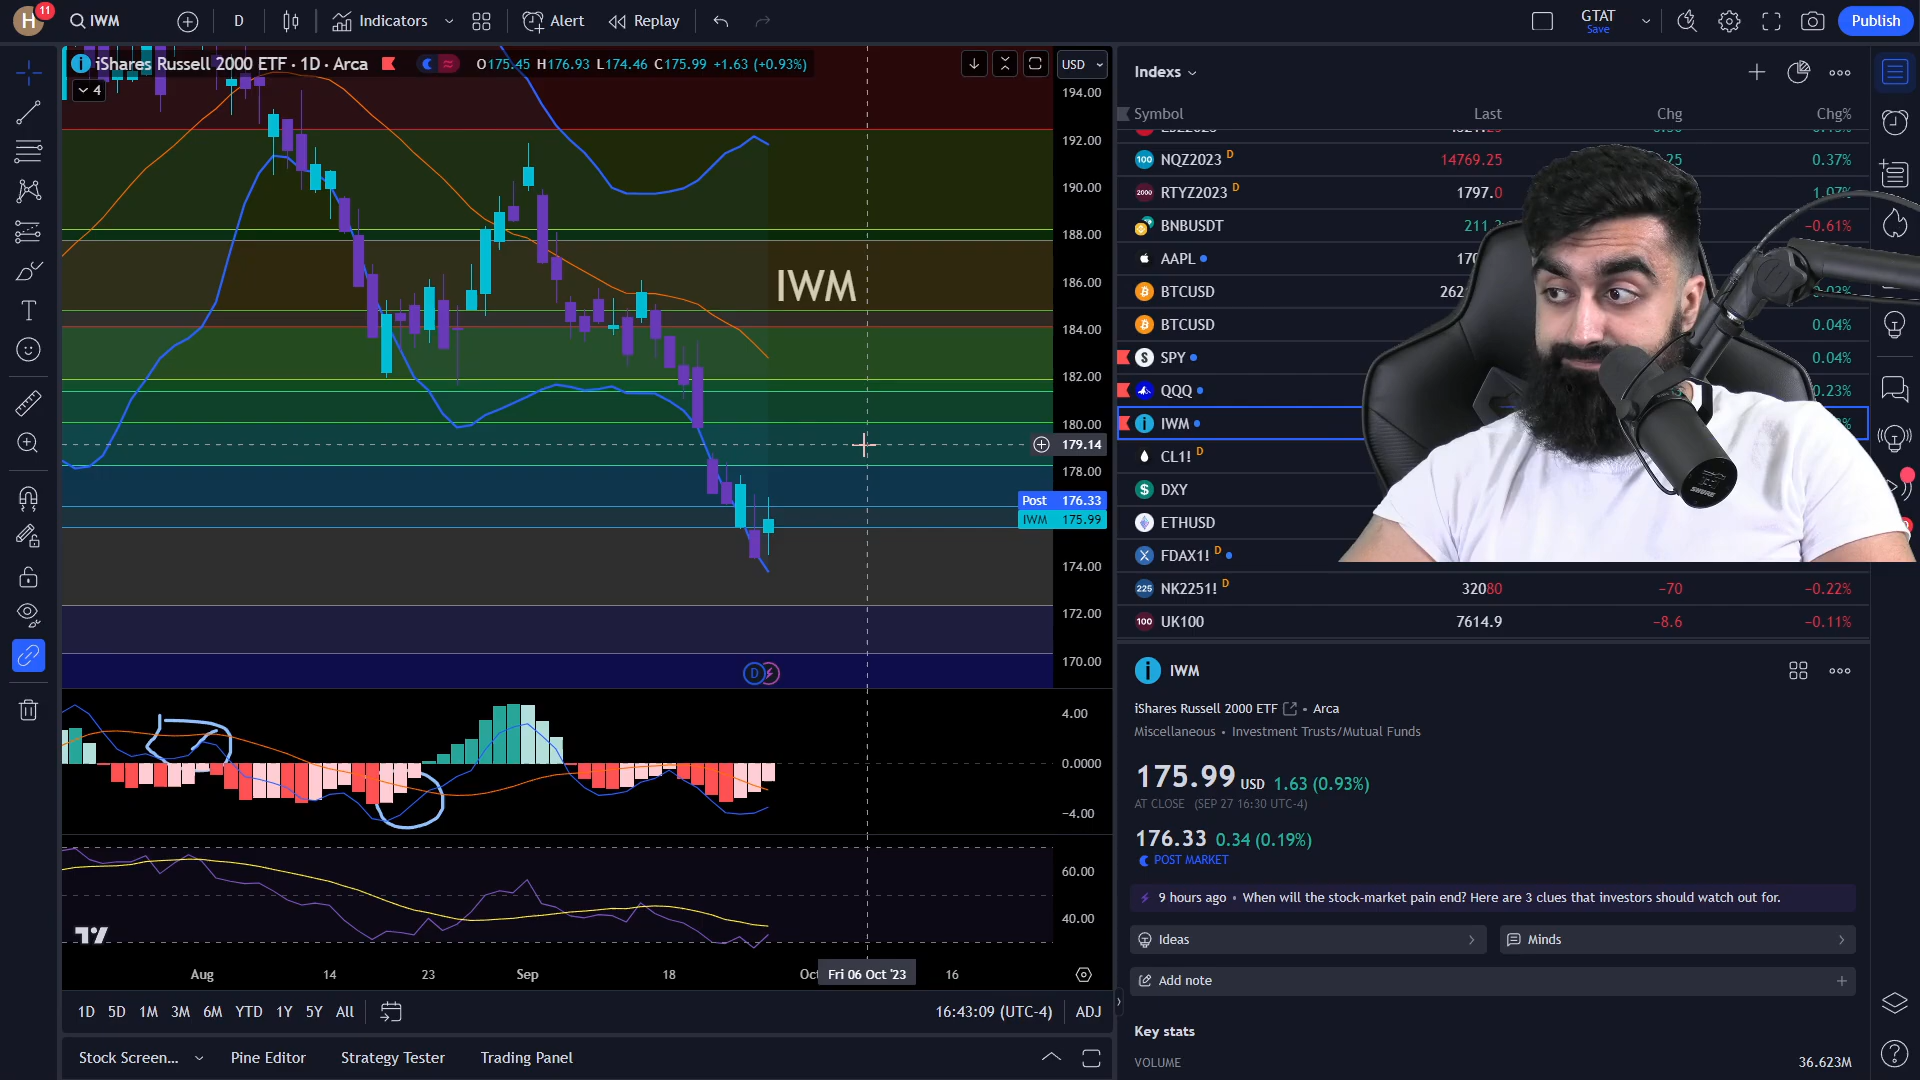 H
11
IWM
D
Indicators
Alert
Replay
GTAT
Save
Publish
iShares Russell 2000 ETF · 1D · Arca
O175.45 H176.93 L174.46 C175.99 +1.63 (+0.93%)
4
USD
194.00
192.00
190.00
188.00
186.00
184.00
182.00
180.00
179.14
178.00
Post 176.33
IWM 175.99
174.00
172.00
170.00
IWM
D
4.00
0.0000
−4.00
60.00
40.00
Aug
14
23
Sep
18
Fri 06 Oct '23
16
1D 5D 1M 3M 6M YTD 1Y 5Y All
16:43:09 (UTC-4)
ADJ
Stock Screen...
Pine Editor
Strategy Tester
Trading Panel
Indexs
Symbol Last Chg Chg%
NQZ2023 D 14769.25 0.37%
RTYZ2023 D 1797.0 1.07%
BNBUSDT −0.61%
AAPL
BTCUSD
BTCUSD 0.04%
SPY 0.04%
QQQ 0.23%
IWM
CL1! D
DXY
ETHUSD
FDAX1! D
NK2251! D 32080 −70 −0.22%
UK100 7614.9 −8.6 −0.11%
IWM
iShares Russell 2000 ETF • Arca
Miscellaneous • Investment Trusts/Mutual Funds
175.99 USD 1.63 (0.93%)
AT CLOSE (SEP 27 16:30 UTC-4)
176.33 0.34 (0.19%)
POST MARKET
9 hours ago • When will the stock-market pain end? Here are 3 clues that investors should watch out for.
Ideas
Minds
Add note
Key stats
VOLUME 36.623M
SHURE